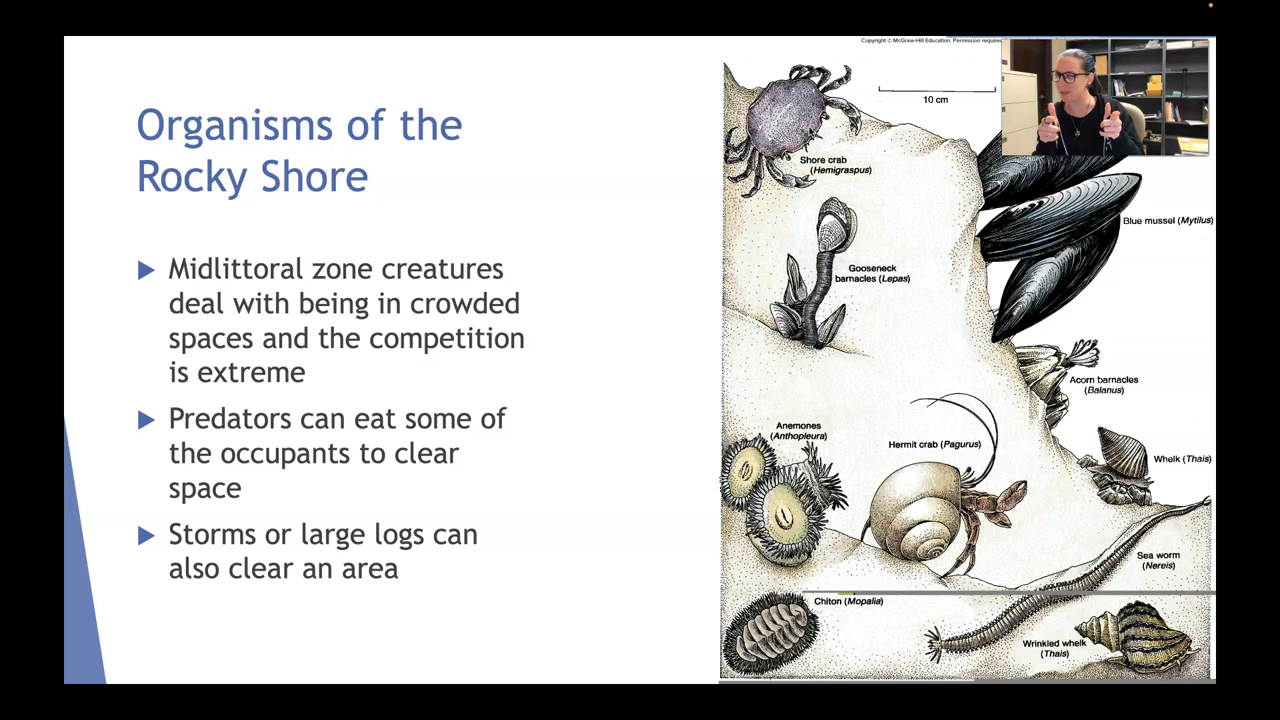 Copyright © McGraw-Hill Education. Permission require
Organisms of the
Rocky Shore
Midlittoral zone creatures
deal with being in crowded
spaces and the competition
is extreme
Predators can eat some of
the occupants to clear
space
Storms or large logs can
also clear an area
10 cm
Shore crab
(Hemigraspus)
Blue mussel (Mytilus)
Gooseneck
barnacles (Lepas)
Acorn barnacles
(Balanus)
Anemones
(Anthopleura)
Hermit crab (Pagurus)
Whelk (Thais)
Sea worm
(Nereis)
Chiton (Mopalia)
Wrinkled whelk
(Thais)